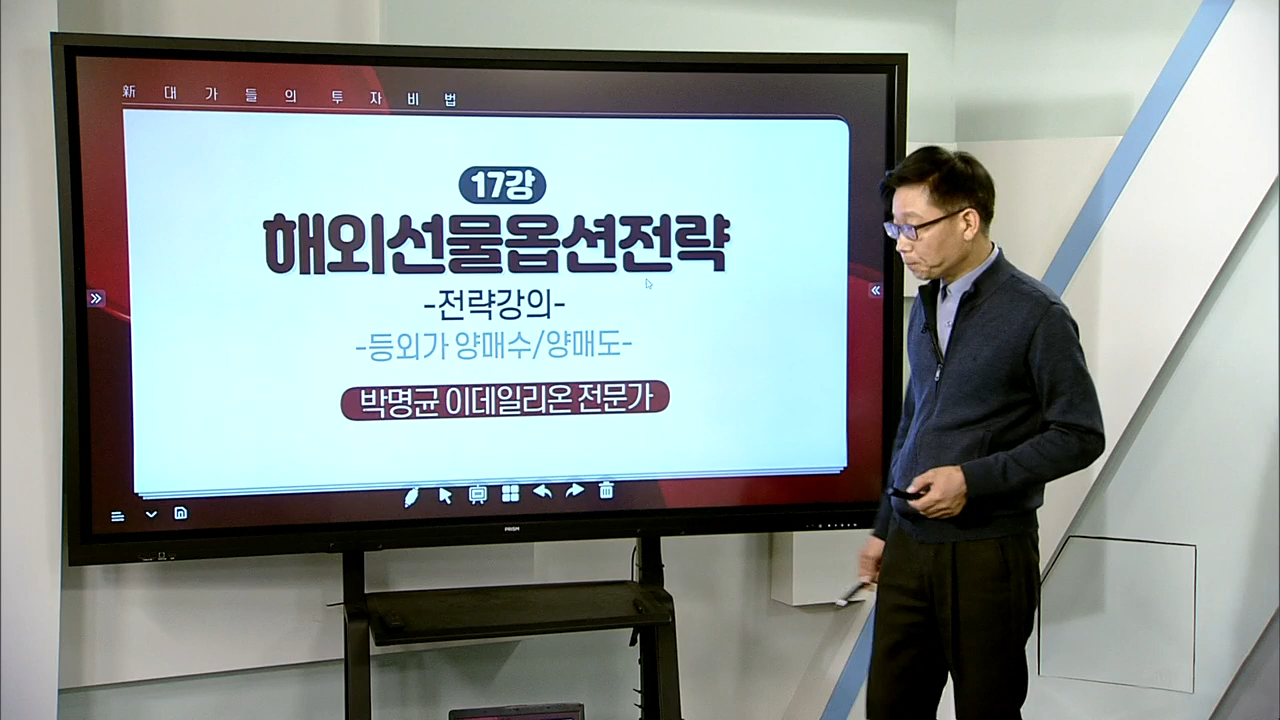 新 대 가 들 의 투 자 비 법
17강
해외선물옵션전략
-전략강의-
-등외가 양매수/양매도-
박명균 이데일리온 전문가
PRISM